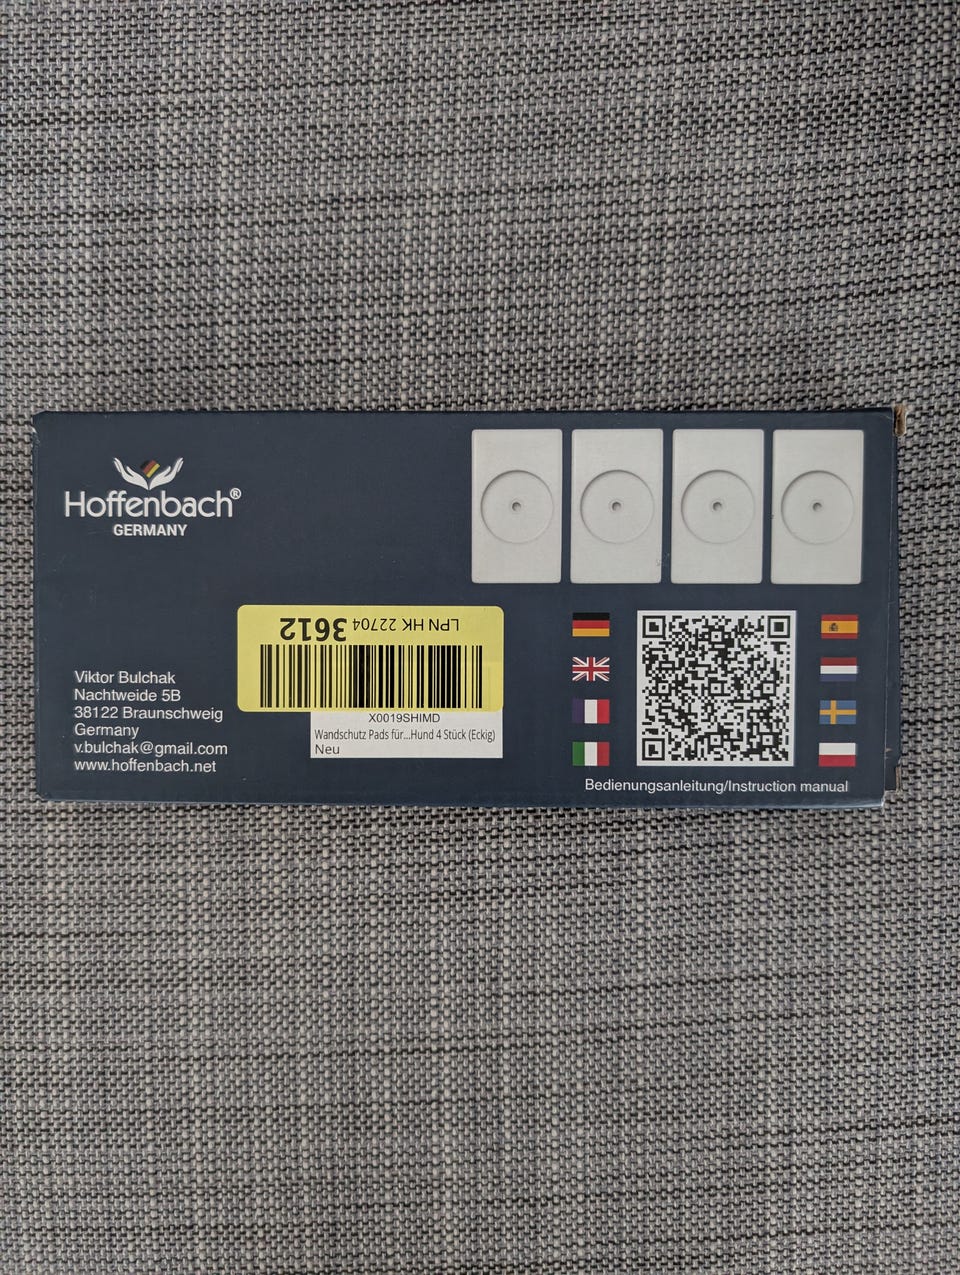 Hoffenbach®
GERMANY
LPN HK 22704 3612
X0019SHIMD
Wandschutz Pads für...Hund 4 Stück (Eckig)
Neu
Viktor Bulchak
Nachtweide 5B
38122 Braunschweig
Germany
v.bulchak@gmail.com
www.hoffenbach.net
Bedienungsanleitung/Instruction manual